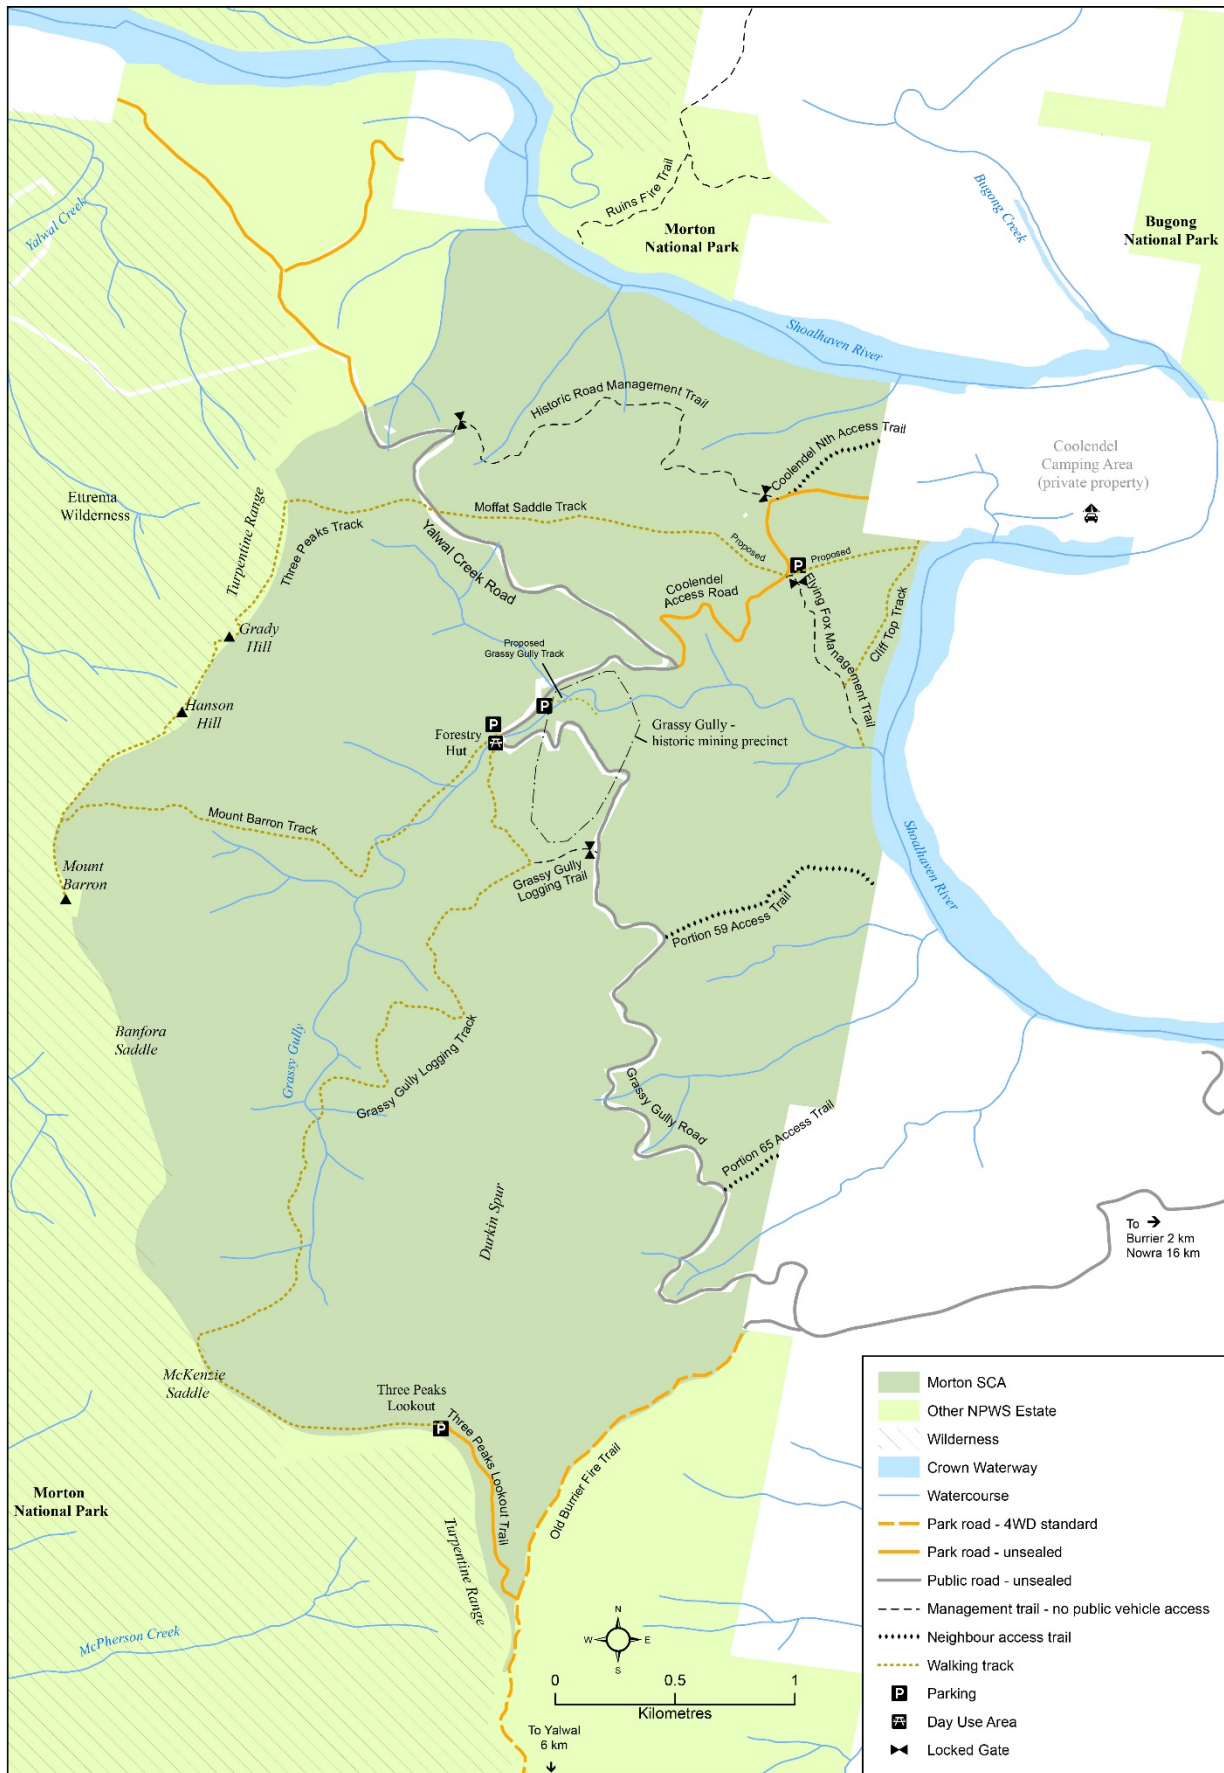 Ruins Fire Trail
Morton
National Park
Bugong Creek
Bugong
National Park
Yalwal Creek
Shoalhaven River
Historic Road Management Trail
Coolendel Nth Access Trail
Coolendel
Camping Area
(private property)
Ettrema
Wilderness
Turpentine Range
Three Peaks Track
Moffat Saddle Track
Yalwal Creek Road
Proposed
P
Proposed
Coolendel
Access Road
Flying Fox Management Trail
Cliff Top Track
Grady
Hill
Proposed
Grassy Gully Track
Hanson
Hill
P
P
Forestry
Hut
Grassy Gully -
historic mining precinct
Mount Barron Track
Mount
Barron
Grassy Gully
Logging Trail
Shoalhaven River
Portion 59 Access Trail
Banfora
Saddle
Grassy Gully
Grassy Gully Logging Track
Grassy Gully Road
Portion 65 Access Trail
Durkin Spur
To
Burrier 2 km
Nowra 16 km
McKenzie
Saddle
Three Peaks
Lookout
P
Three Peaks Lookout Trail
Old Burrier Fire Trail
Morton
National Park
Turpentine Range
McPherson Creek
N
W E
S
0 0.5 1
Kilometres
To Yalwal
6 km
Morton SCA
Other NPWS Estate
Wilderness
Crown Waterway
Watercourse
Park road - 4WD standard
Park road - unsealed
Public road - unsealed
Management trail - no public vehicle access
Neighbour access trail
Walking track
P Parking
Day Use Area
Locked Gate